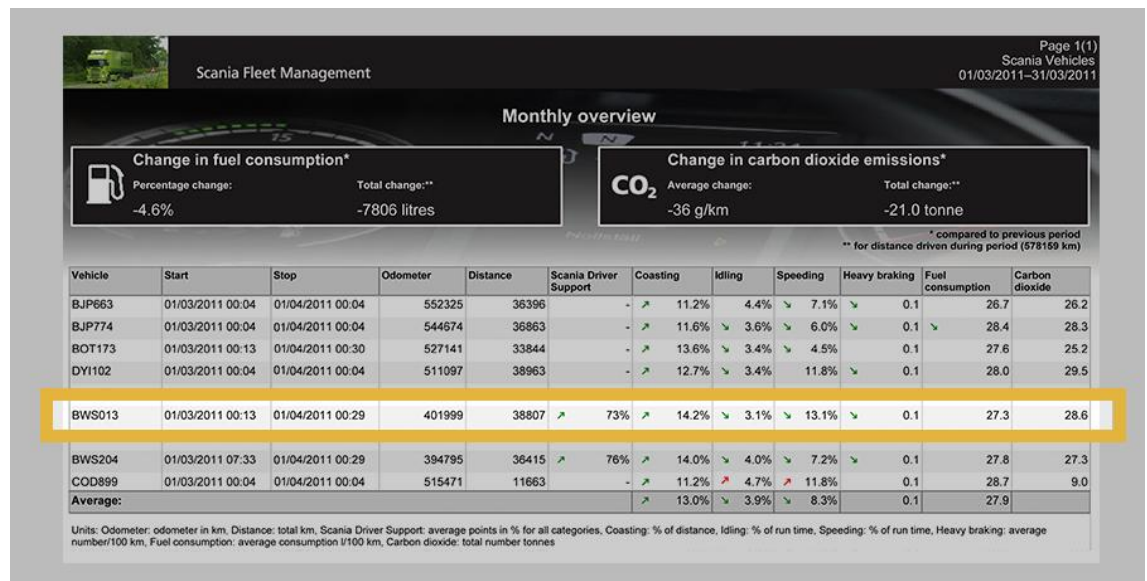 Page 1(1)
Scania Fleet Management
Scania Vehicles
01/03/2011–31/03/2011
Monthly overview
Change in fuel consumption*
Percentage change: Total change:**
-4.6% -7806 litres
CO2
Change in carbon dioxide emissions*
Average change: Total change:**
-36 g/km -21.0 tonne
* compared to previous period
** for distance driven during period (578159 km)
Vehicle Start Stop Odometer Distance Scania Driver Support Coasting Idling Speeding Heavy braking Fuel consumption Carbon dioxide
BJP663 01/03/2011 00:04 01/04/2011 00:04 552325 36396 - ↗ 11.2% 4.4% ↘ 7.1% ↘ 0.1 26.7 26.2
BJP774 01/03/2011 00:04 01/04/2011 00:04 544674 36863 - ↗ 11.6% ↘ 3.6% ↘ 6.0% ↘ 0.1 ↘ 28.4 28.3
BOT173 01/03/2011 00:13 01/04/2011 00:30 527141 33844 - ↗ 13.6% ↘ 3.4% ↘ 4.5% 0.1 27.6 25.2
DYI102 01/03/2011 00:04 01/04/2011 00:04 511097 38963 - ↗ 12.7% ↘ 3.4% 11.8% ↘ 0.1 28.0 29.5
BWS013 01/03/2011 00:13 01/04/2011 00:29 401999 38807 ↗ 73% ↗ 14.2% ↘ 3.1% ↘ 13.1% ↘ 0.1 27.3 28.6
BWS204 01/03/2011 07:33 01/04/2011 00:29 394795 36415 ↗ 76% ↗ 14.0% ↘ 4.0% ↘ 7.2% ↘ 0.1 27.8 27.3
COD899 01/03/2011 00:04 01/04/2011 00:04 515471 11663 - ↗ 11.2% ↗ 4.7% ↗ 11.8% 0.1 28.7 9.0
Average: ↗ 13.0% ↘ 3.9% ↘ 8.3% 0.1 27.9
Units: Odometer: odometer in km, Distance: total km, Scania Driver Support: average points in % for all categories, Coasting: % of distance, Idling: % of run time, Speeding: % of run time, Heavy braking: average
number/100 km, Fuel consumption: average consumption l/100 km, Carbon dioxide: total number tonnes